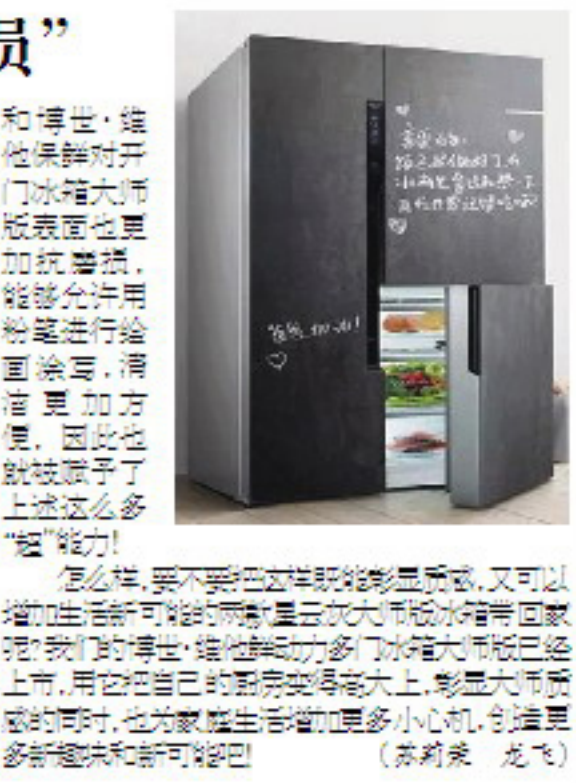 损”
和博世·维
他保鲜对开
门冰箱大师
版表面也更
加抗磨损，
能够允许用
粉笔进行绘
画涂写，清
洁更加方
便，因此也
就被赋予了
上述这么多
“超”能力！
怎么样，要不要把这样既能彰显质感，又可以
增加生活新可能的两款星云灰大师版冰箱带回家
呢？我们的博世·维他鲜动力多门冰箱大师版已经
上市，用它把自己的厨房变得高大上，彰显大师质
感的同时，也为家庭生活增加更多小心机，创造更
多新趣味和新可能吧！ （苏莉荣 龙飞）